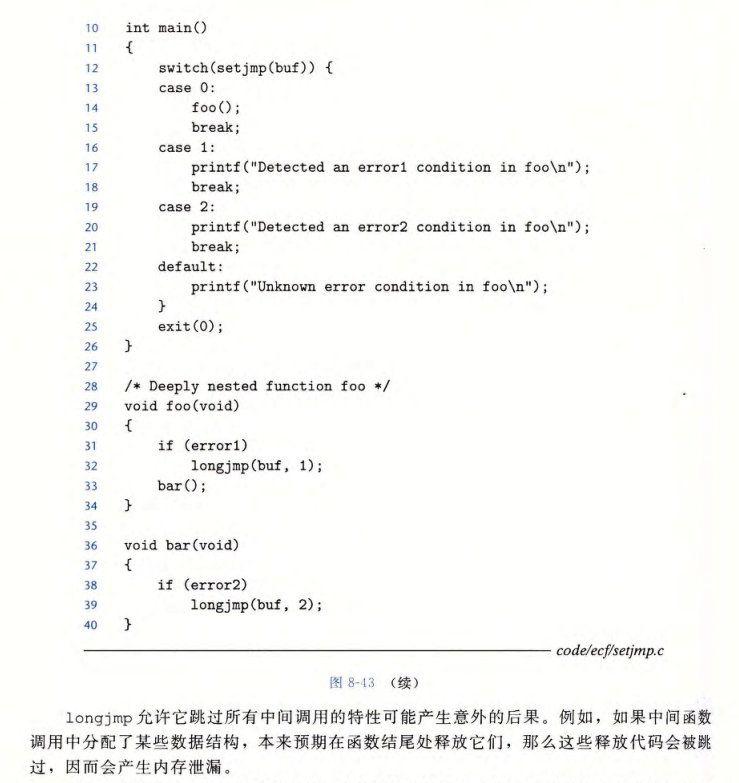 10 int main()
11 {
12     switch(setjmp(buf)) {
13     case 0:
14         foo();
15         break;
16     case 1:
17         printf("Detected an error1 condition in foo\n");
18         break;
19     case 2:
20         printf("Detected an error2 condition in foo\n");
21         break;
22     default:
23         printf("Unknown error condition in foo\n");
24     }
25     exit(0);
26 }
27
28 /* Deeply nested function foo */
29 void foo(void)
30 {
31     if (error1)
32         longjmp(buf, 1);
33     bar();
34 }
35
36 void bar(void)
37 {
38     if (error2)
39         longjmp(buf, 2);
40 }
code/ecf/setjmp.c
图 8-43 （续）
longjmp 允许它跳过所有中间调用的特性可能产生意外的后果。例如，如果中间函数
调用中分配了某些数据结构，本来预期在函数结尾处释放它们，那么这些释放代码会被跳
过，因而会产生内存泄漏。